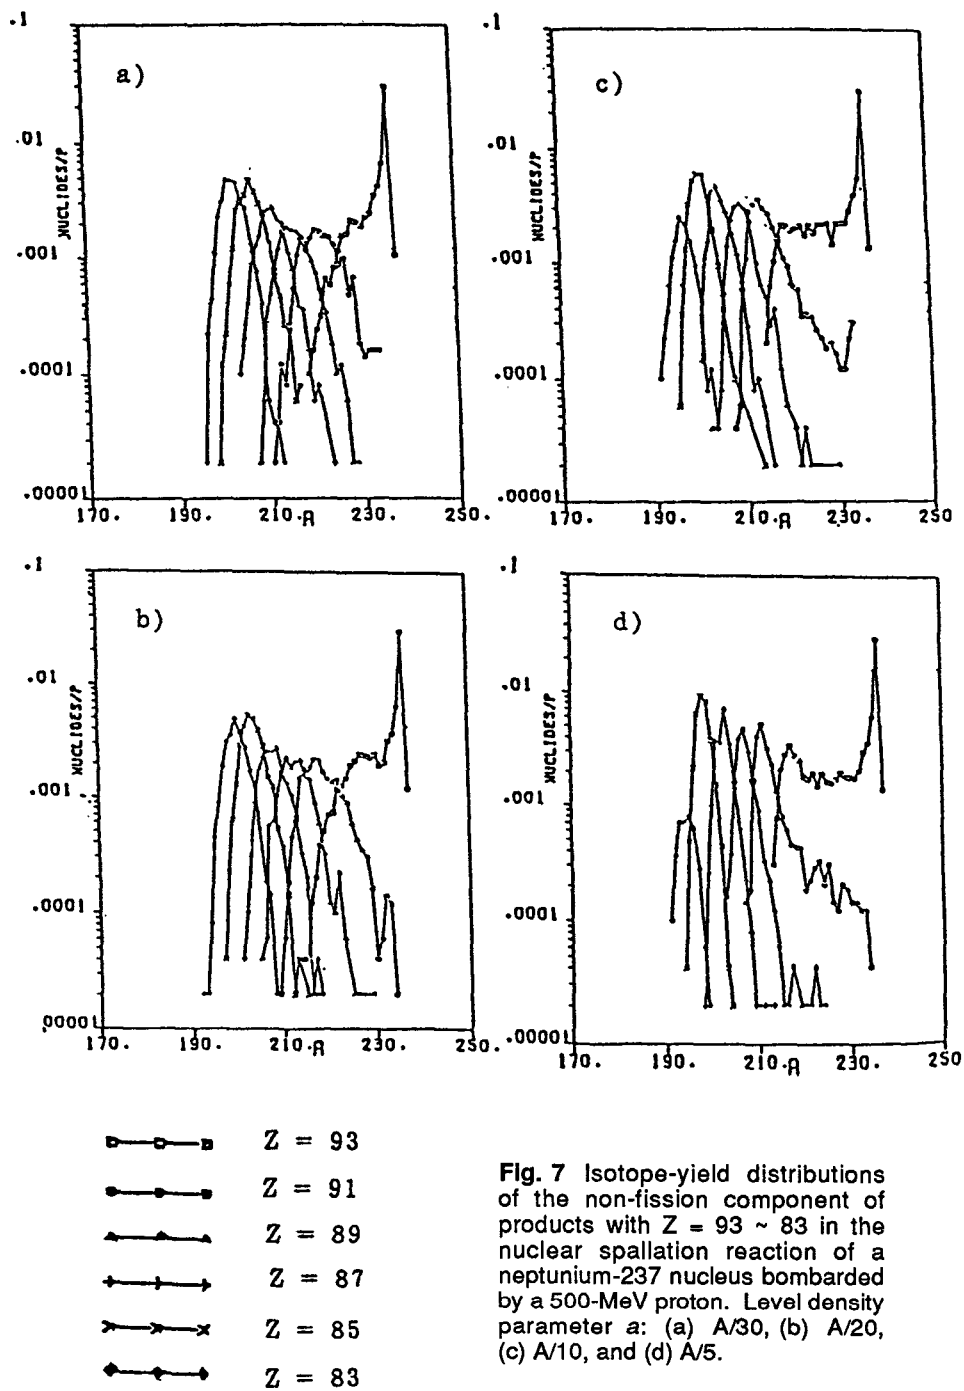 .1
.01
.001
.0001
.00001
NUCLIDES/P
a)
170. 190. 210. A 230. 250.
.1
.01
.001
.0001
.00001
NUCLIDES/P
c)
170. 190. 210. A 230. 250
.1
.01
.001
.0001
.00001
NUCLIDES/P
b)
170. 190. 210. A 230. 250.
.1
.01
.001
.0001
.00001
NUCLIDES/P
d)
170. 190. 210. A 230. 250
Z = 93
Z = 91
Z = 89
Z = 87
Z = 85
Z = 83
Fig. 7 Isotope-yield distributions
of the non-fission component of
products with Z = 93 ~ 83 in the
nuclear spallation reaction of a
neptunium-237 nucleus bombarded
by a 500-MeV proton. Level density
parameter a: (a) A/30, (b) A/20,
(c) A/10, and (d) A/5.